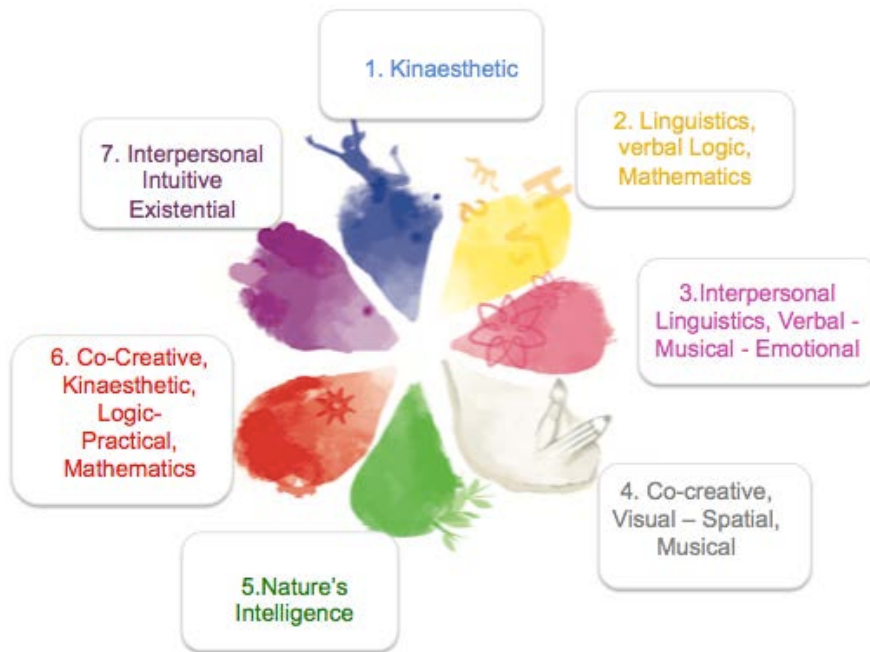 1. Kinaesthetic
2. Linguistics,
verbal Logic,
Mathematics
3.Interpersonal
Linguistics, Verbal -
Musical - Emotional
4. Co-creative,
Visual – Spatial,
Musical
5.Nature's
Intelligence
6. Co-Creative,
Kinaesthetic,
Logic-
Practical,
Mathematics
7. Interpersonal
Intuitive
Existential